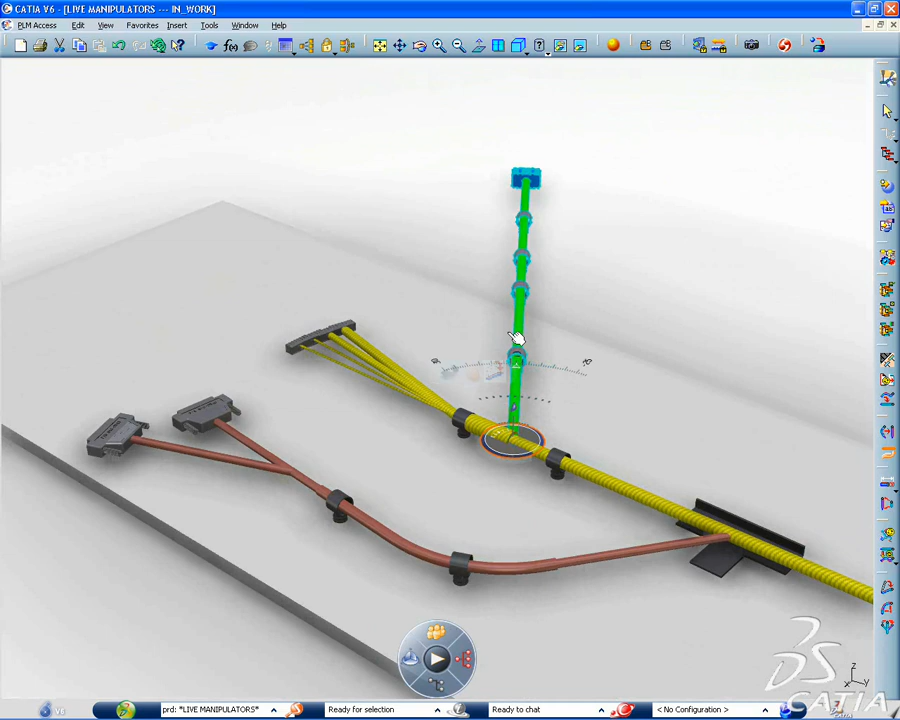 CATIA V6 - [LIVE MANIPULATORS --- IN_WORK]
PLM Access Edit View Favorites Insert Tools Window Help
f(x)
Z
X Y
CATIA
V6 prd: *LIVE MANIPULATORS* Ready for selection Ready to chat < No Configuration >